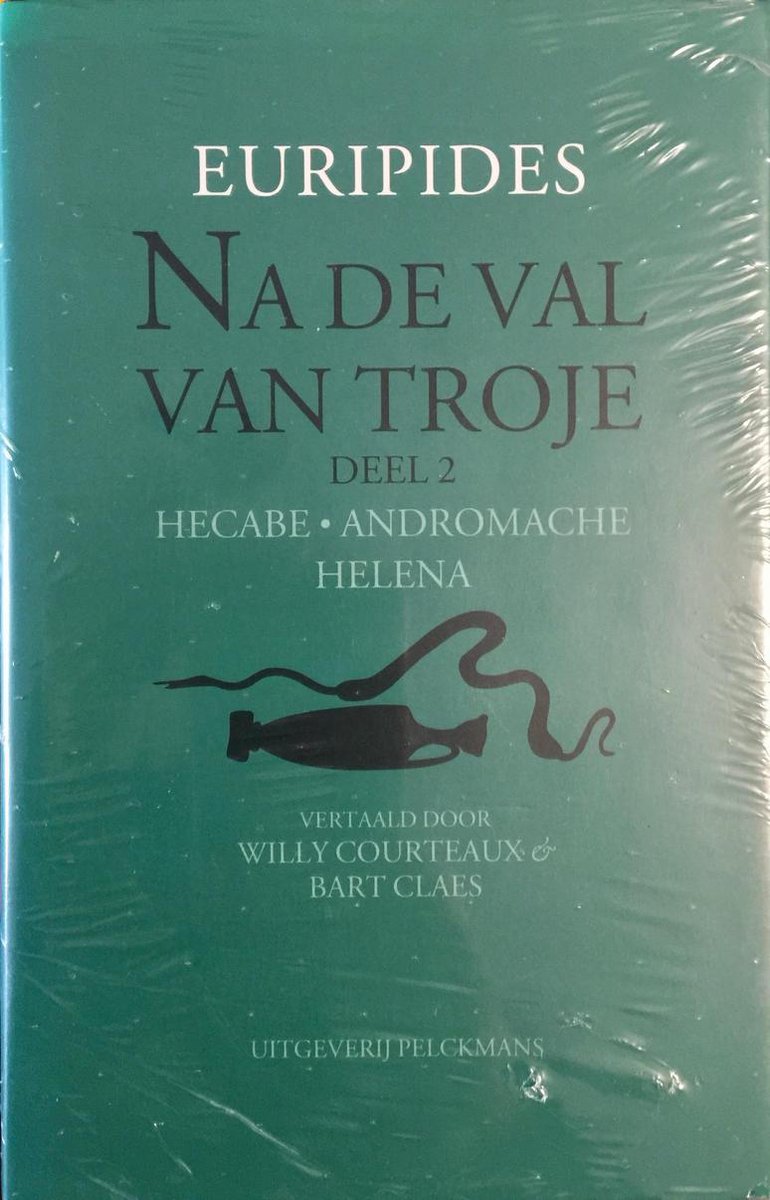 EURIPIDES
NA DE VAL
VAN TROJE
DEEL 2
HECABE • ANDROMACHE
HELENA
VERTAALD DOOR
WILLY COURTEAUX &
BART CLAES
UITGEVERIJ PELCKMANS